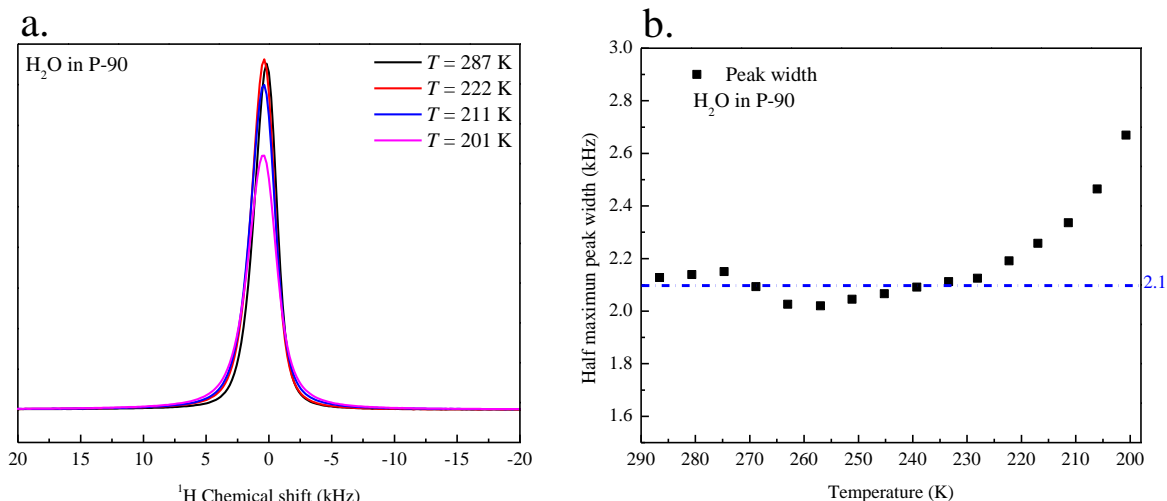 a.
H₂O in P-90
T = 287 K
T = 222 K
T = 211 K
T = 201 K
20 15 10 5 0 -5 -10 -15 -20
¹H Chemical shift (kHz)
b.
3.0
2.8
2.6
2.4
2.2
2.0
1.8
1.6
Half maximun peak width (kHz)
Peak width
H₂O in P-90
2.1
290 280 270 260 250 240 230 220 210 200
Temperature (K)